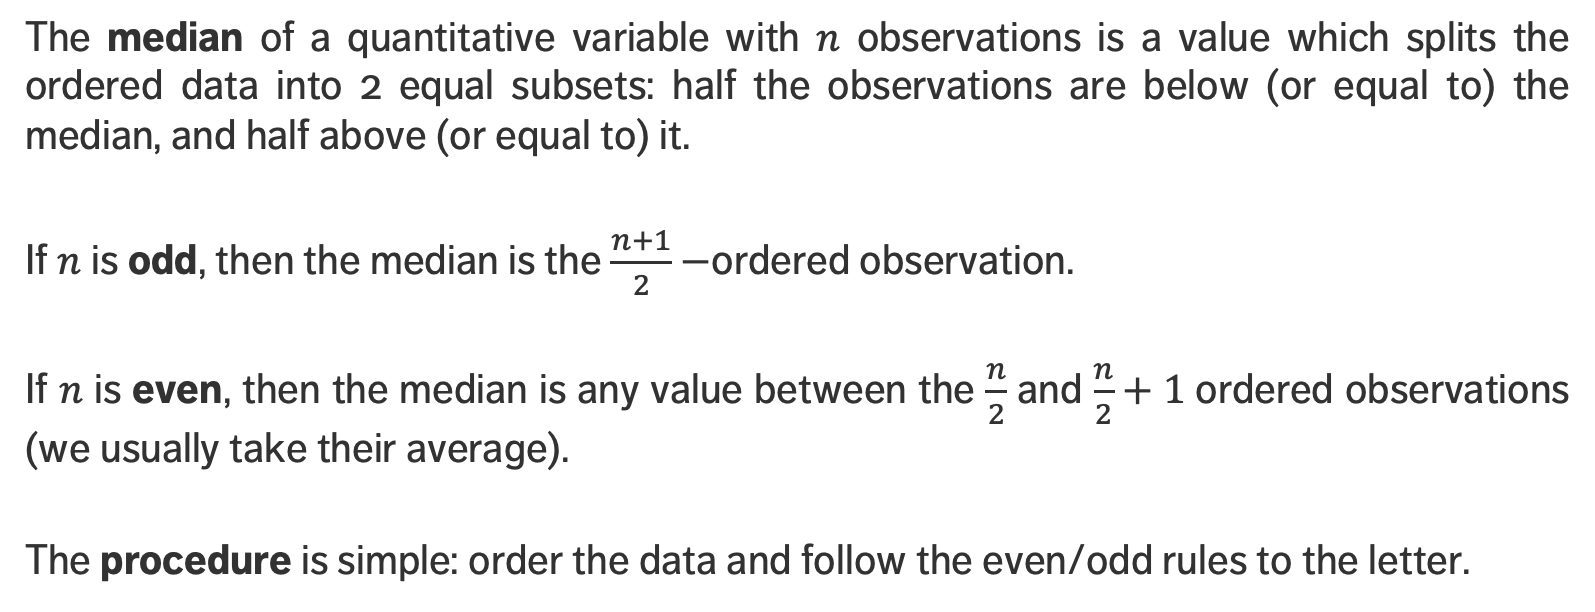 The median of a quantitative variable with n observations is a value which splits the
ordered data into 2 equal subsets: half the observations are below (or equal to) the
median, and half above (or equal to) it.
If n is odd, then the median is the \frac{n+1}{2} −ordered observation.
If n is even, then the median is any value between the \frac{n}{2} and \frac{n}{2} + 1 ordered observations
(we usually take their average).
The procedure is simple: order the data and follow the even/odd rules to the letter.